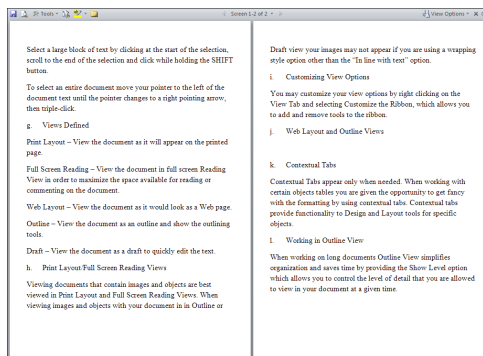 Tools
Screen 1-2 of 2
View Options
Select a large block of text by clicking at the start of the selection,
scroll to the end of the selection and click while holding the SHIFT
button.
To select an entire document move your pointer to the left of the
document text until the pointer changes to a right pointing arrow,
then triple-click.
g. Views Defined
Print Layout – View the document as it will appear on the printed
page.
Full Screen Reading – View the document in full screen Reading
View in order to maximize the space available for reading or
commenting on the document.
Web Layout – View the document as it would look as a Web page.
Outline – View the document as an outline and show the outlining
tools.
Draft – View the document as a draft to quickly edit the text.
h. Print Layout/Full Screen Reading Views
Viewing documents that contain images and objects are best
viewed in Print Layout and Full Screen Reading Views. When
viewing images and objects with your document in in Outline or
Draft view your images may not appear if you are using a wrapping
style option other than the “In line with text” option.
i. Customizing View Options
You may customize your view options by right clicking on the
View Tab and selecting Customize the Ribbon, which allows you
to add and remove tools to the ribbon.
j. Web Layout and Outline Views
k. Contextual Tabs
Contextual Tabs appear only when needed. When working with
certain objects tables you are given the opportunity to get fancy
with the formatting by using contextual tabs. Contextual tabs
provide functionality to Design and Layout tools for specific
objects.
l. Working in Outline View
When working on long documents Outline View simplifies
organization and saves time by providing the Show Level option
which allows you to control the level of detail that you are allowed
to view in your document at a given time.